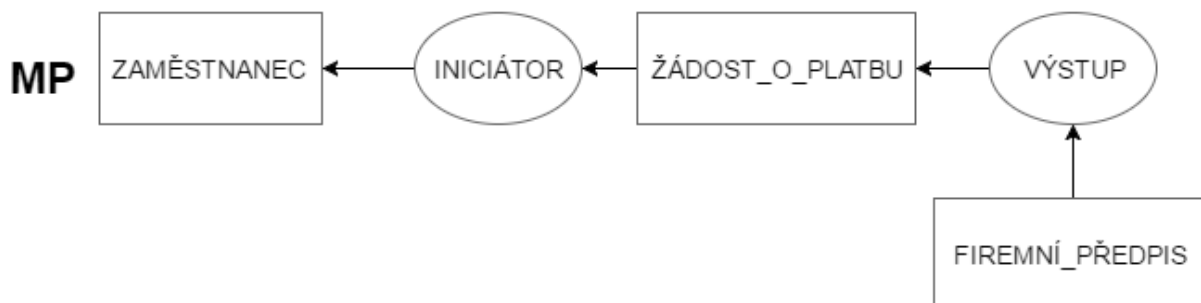 MP
ZAMĚSTNANEC
INICIÁTOR
ŽÁDOST_O_PLATBU
VÝSTUP
FIREMNÍ_PŘEDPIS